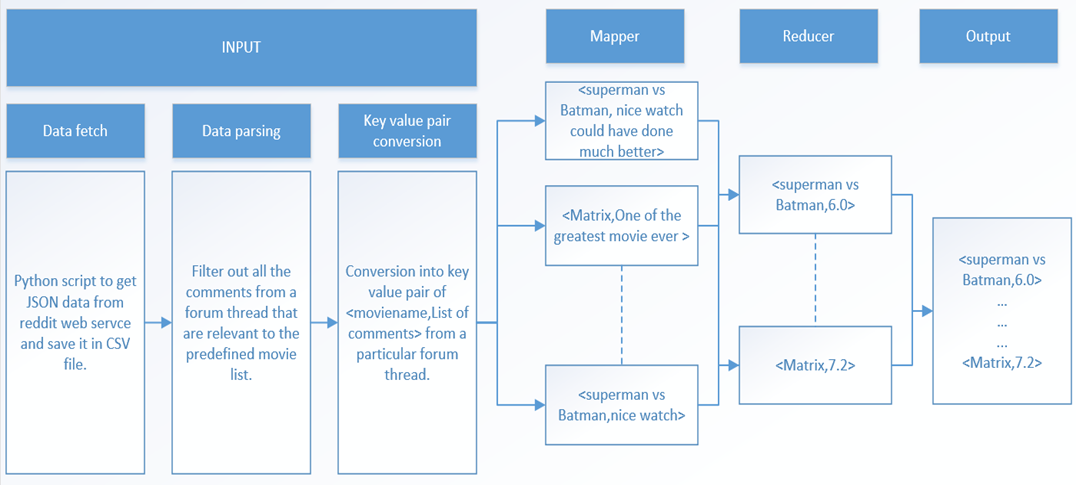 INPUT
Mapper
Reducer
Output
Data fetch
Data parsing
Key value pair
conversion
Python script to get
JSON data from
reddit web servce
and save it in CSV
file.
Filter out all the
comments from a
forum thread that
are relevant to the
predefined movie
list.
Conversion into key
value pair of
<moviename,List of
comments> from a
particular forum
thread.
<superman vs
Batman, nice watch
could have done
much better>
<Matrix,One of the
greatest movie ever >
<superman vs
Batman,nice watch>
<superman vs
Batman,6.0>
<Matrix,7.2>
<superman vs
Batman,6.0>
...
...
...
<Matrix,7.2>